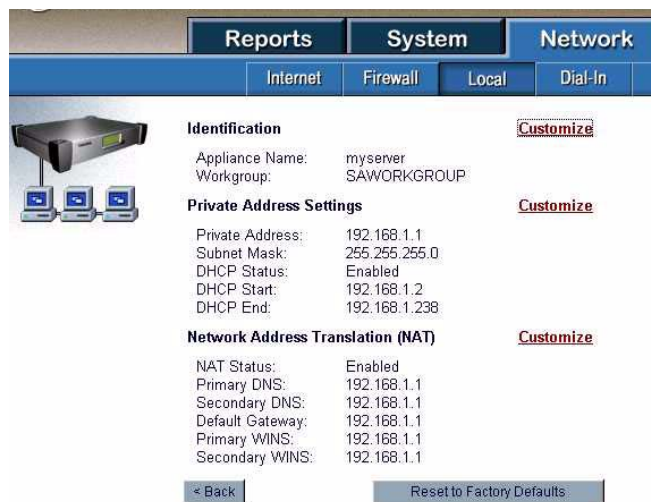 Reports System Network
Internet Firewall Local Dial-In
Identification Customize
Appliance Name: myserver
Workgroup: SAWORKGROUP
Private Address Settings Customize
Private Address: 192.168.1.1
Subnet Mask: 255.255.255.0
DHCP Status: Enabled
DHCP Start: 192.168.1.2
DHCP End: 192.168.1.238
Network Address Translation (NAT) Customize
NAT Status: Enabled
Primary DNS: 192.168.1.1
Secondary DNS: 192.168.1.1
Default Gateway: 192.168.1.1
Primary WINS: 192.168.1.1
Secondary WINS: 192.168.1.1
< Back Reset to Factory Defaults